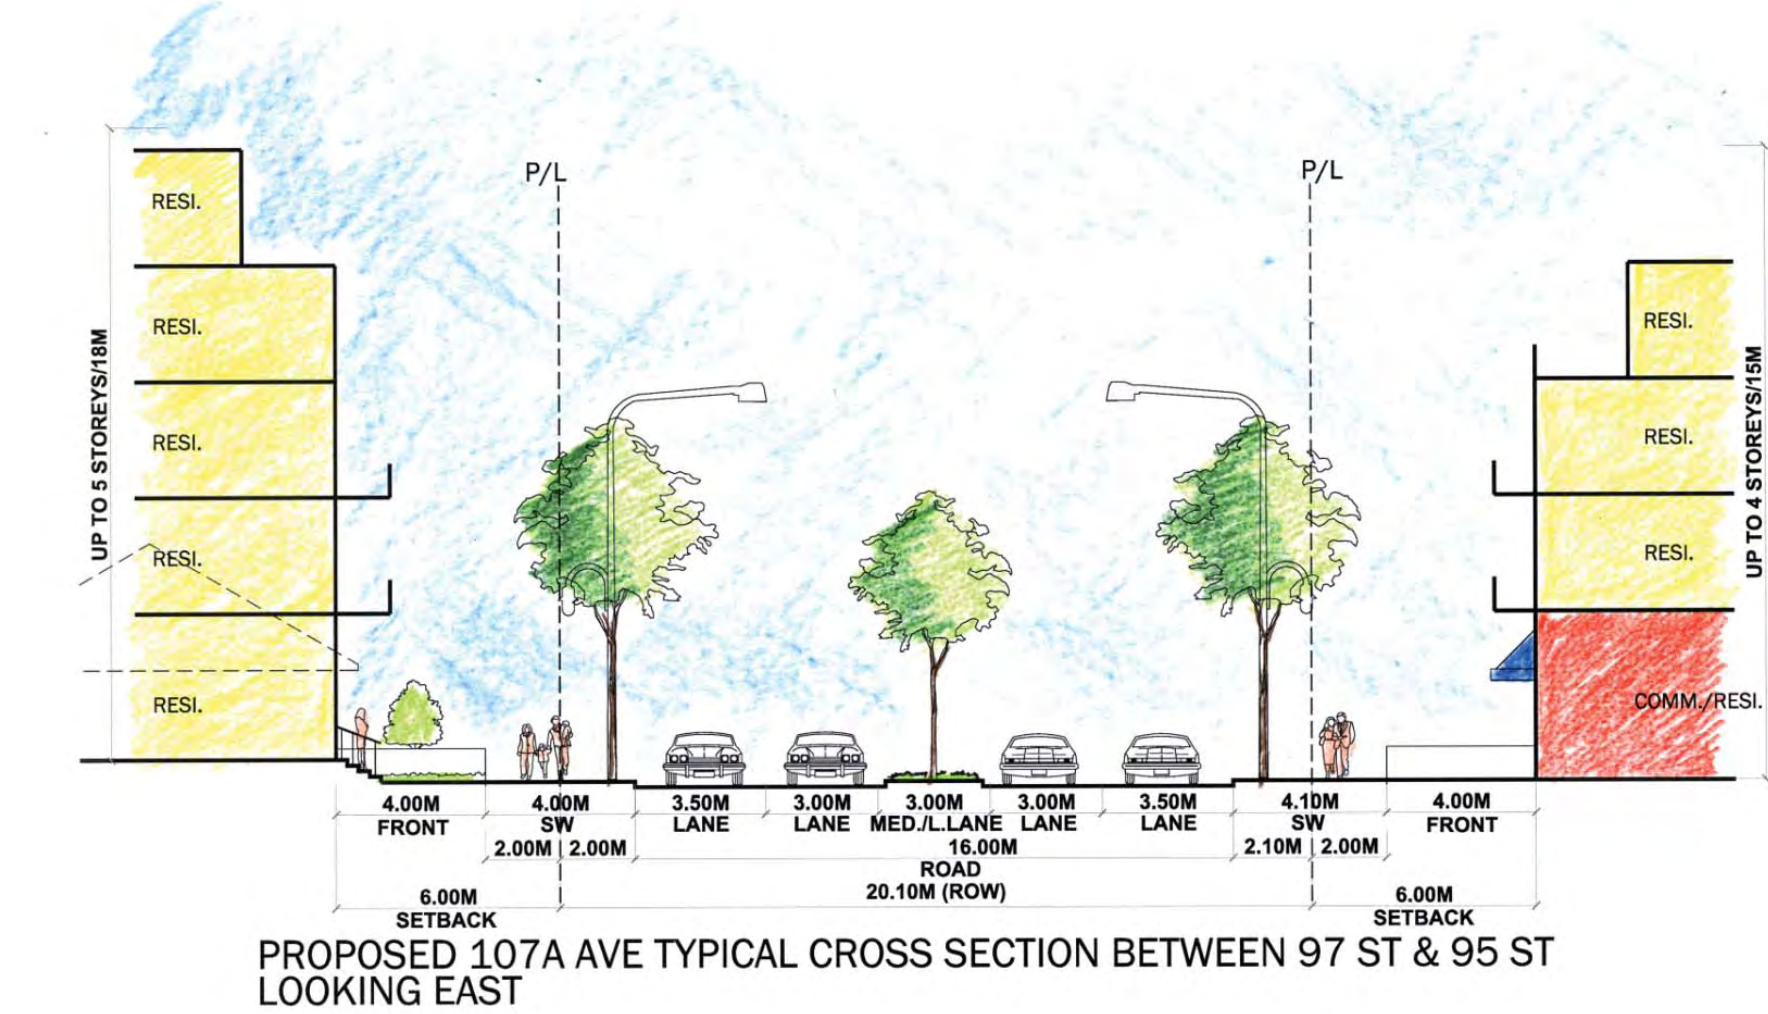 P/L
P/L
RESI.
RESI.
RESI.
RESI.
RESI.
UP TO 5 STOREYS/18M
RESI.
RESI.
RESI.
COMM./RESI.
UP TO 4 STOREYS/15M
4.00M
FRONT
4.00M
SW
2.00M
2.00M
3.50M
LANE
3.00M
LANE
3.00M
MED./L.LANE
3.00M
LANE
3.50M
LANE
4.10M
SW
2.10M
2.00M
4.00M
FRONT
16.00M
ROAD
20.10M (ROW)
6.00M
SETBACK
6.00M
SETBACK
PROPOSED 107A AVE TYPICAL CROSS SECTION BETWEEN 97 ST & 95 ST
LOOKING EAST